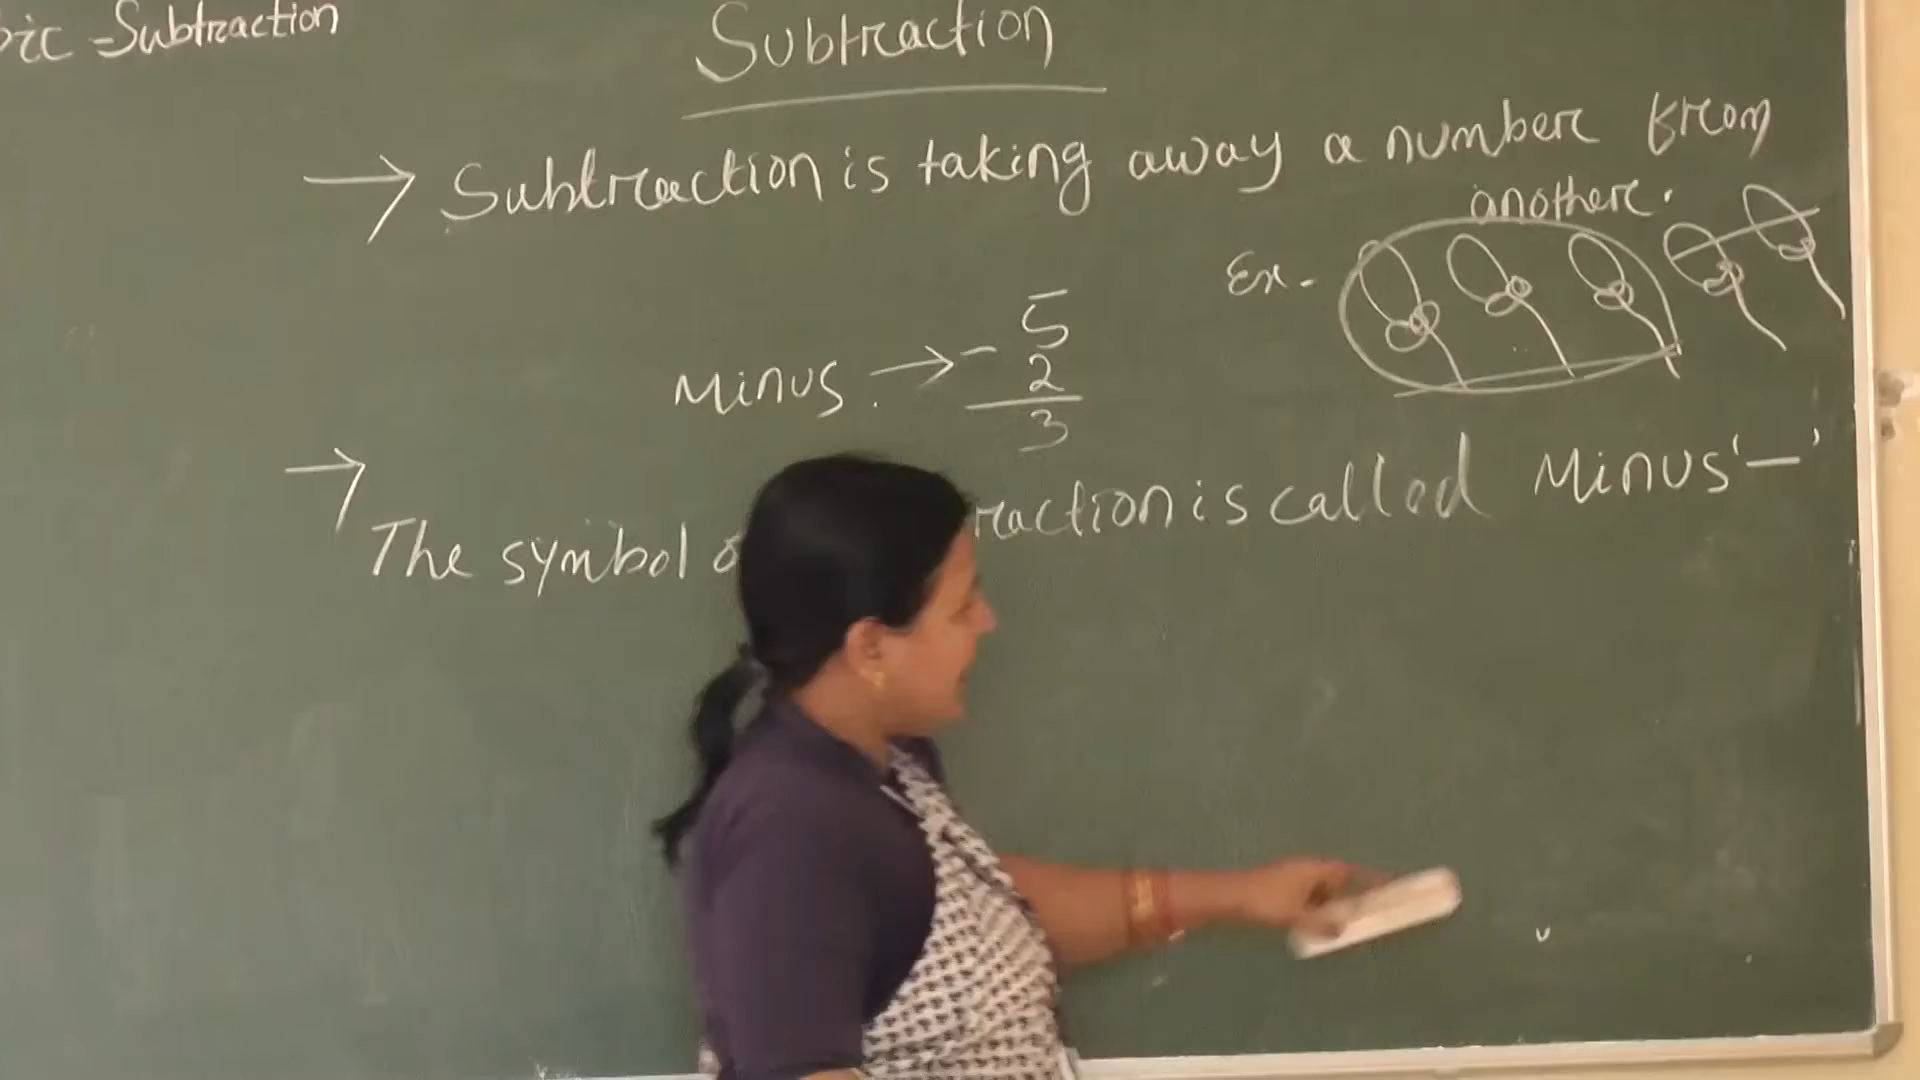 -Subtraction
Subtraction
→ Subtraction is taking away a number from
another.
Ex.-
Minus. → - 5
2
3
→
The symbol raction is called Minus '—'